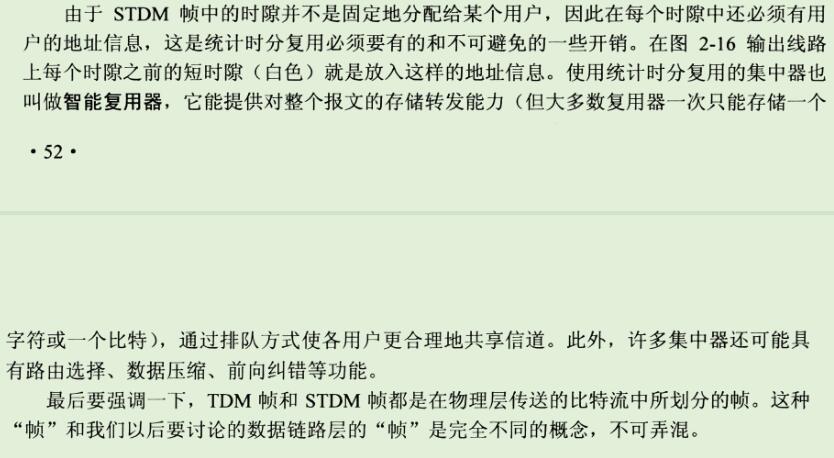 由于 STDM 帧中的时隙并不是固定地分配给某个用户，因此在每个时隙中还必须有用
户的地址信息，这是统计时分复用必须要有的和不可避免的一些开销。在图 2-16 输出线路
上每个时隙之前的短时隙（白色）就是放入这样的地址信息。使用统计时分复用的集中器也
叫做智能复用器，它能提供对整个报文的存储转发能力（但大多数复用器一次只能存储一个
·52·
字符或一个比特），通过排队方式使各用户更合理地共享信道。此外，许多集中器还可能具
有路由选择、数据压缩、前向纠错等功能。
最后要强调一下，TDM 帧和 STDM 帧都是在物理层传送的比特流中所划分的帧。这种
“帧”和我们以后要讨论的数据链路层的“帧”是完全不同的概念，不可弄混。